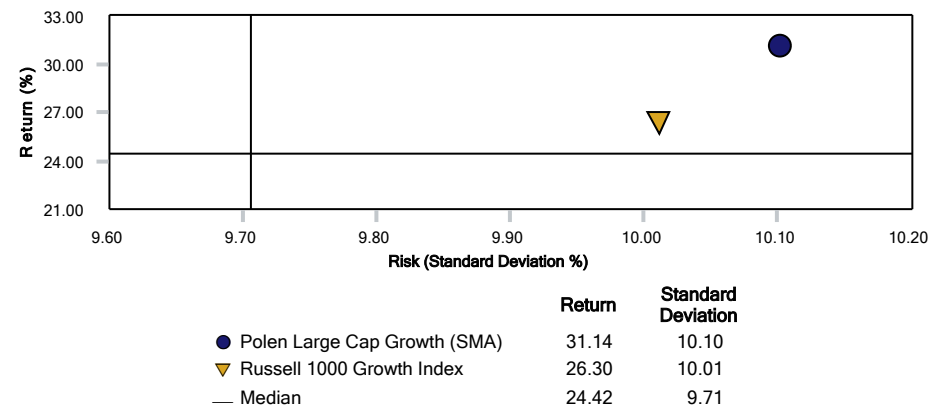 33.00
30.00
27.00
24.00
21.00
Return (%)
9.60 9.70 9.80 9.90 10.00 10.10 10.20
Risk (Standard Deviation %)
Return Standard Deviation
Polen Large Cap Growth (SMA) 31.14 10.10
Russell 1000 Growth Index 26.30 10.01
Median 24.42 9.71